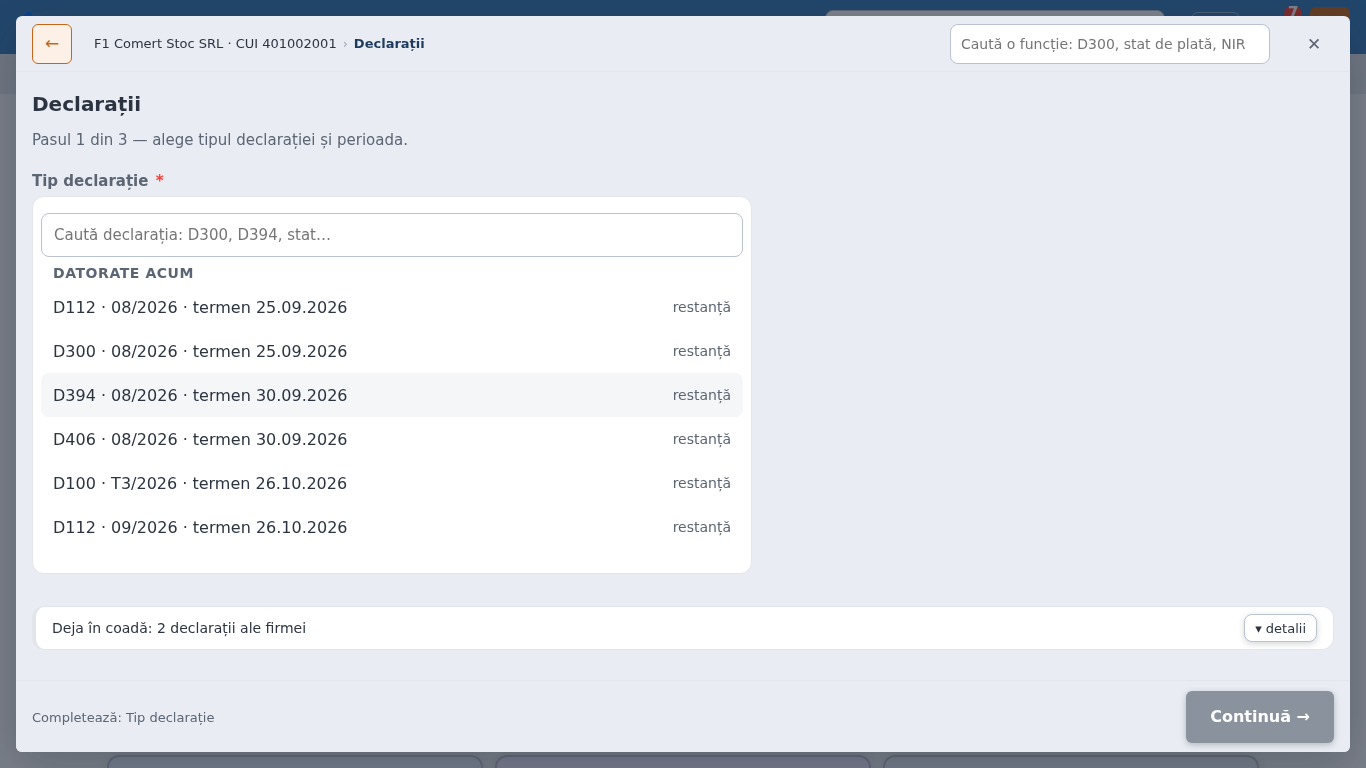 7
←
F1 Comert Stoc SRL · CUI 401002001 › Declarații
Caută o funcție: D300, stat de plată, NIR
✕
Declarații
Pasul 1 din 3 — alege tipul declarației și perioada.
Tip declarație *
Caută declarația: D300, D394, stat…
DATORATE ACUM
D112 · 08/2026 · termen 25.09.2026 restanță
D300 · 08/2026 · termen 25.09.2026 restanță
D394 · 08/2026 · termen 30.09.2026 restanță
D406 · 08/2026 · termen 30.09.2026 restanță
D100 · T3/2026 · termen 26.10.2026 restanță
D112 · 09/2026 · termen 26.10.2026 restanță
Deja în coadă: 2 declarații ale firmei
▾ detalii
Completează: Tip declarație
Continuă →